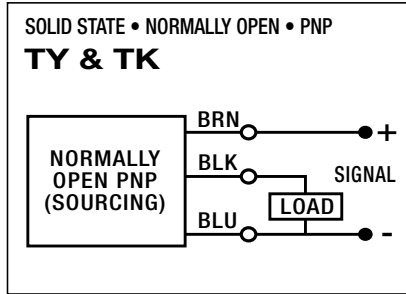 SOLID STATE • NORMALLY OPEN • PNP
TY & TK
BRN
+
NORMALLY
OPEN PNP
(SOURCING)
BLK
SIGNAL
LOAD
BLU
-